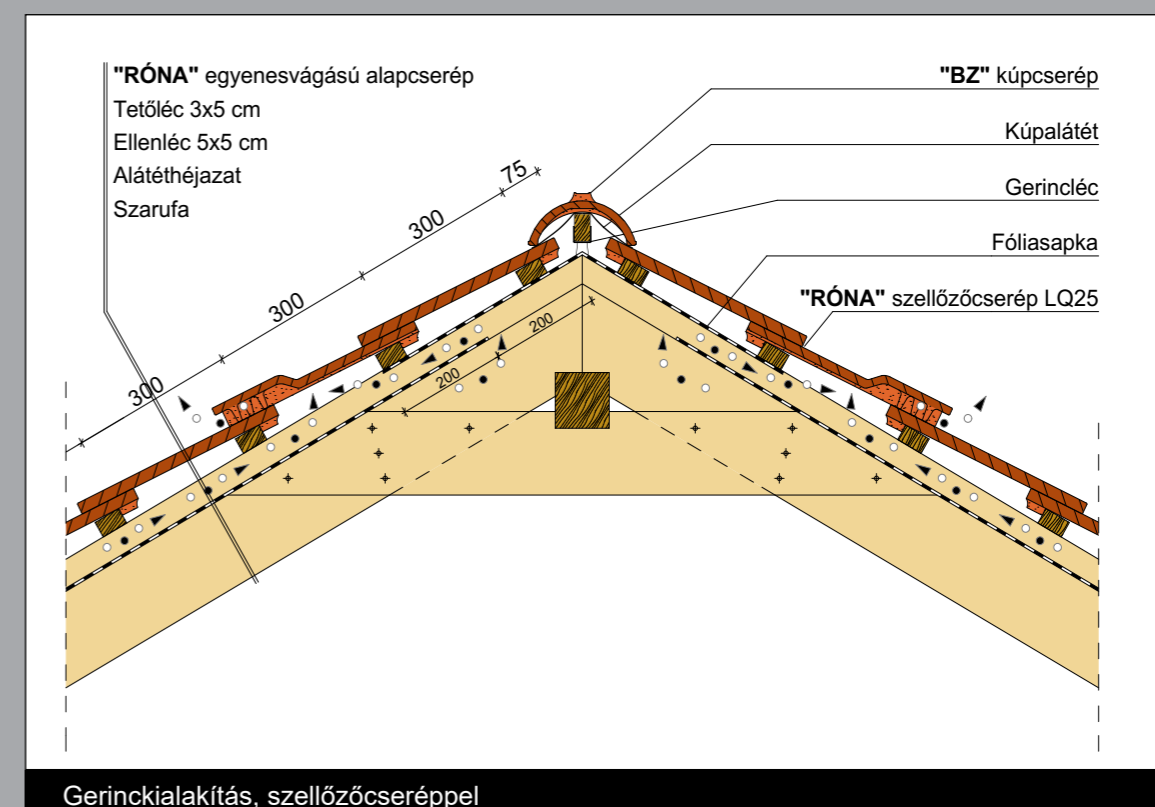 "RÓNA" egyenesvágású alapcserép
Tetőléc 3x5 cm
Ellenléc 5x5 cm
Alátéthéjazat
Szarufa
"BZ" kúpcserép
Kúpalátét
Gerincléc
Fóliasapka
"RÓNA" szellőzőcserép LQ25
75
300
300
300
200
200
Gerinckialakítás, szellőzőcseréppel